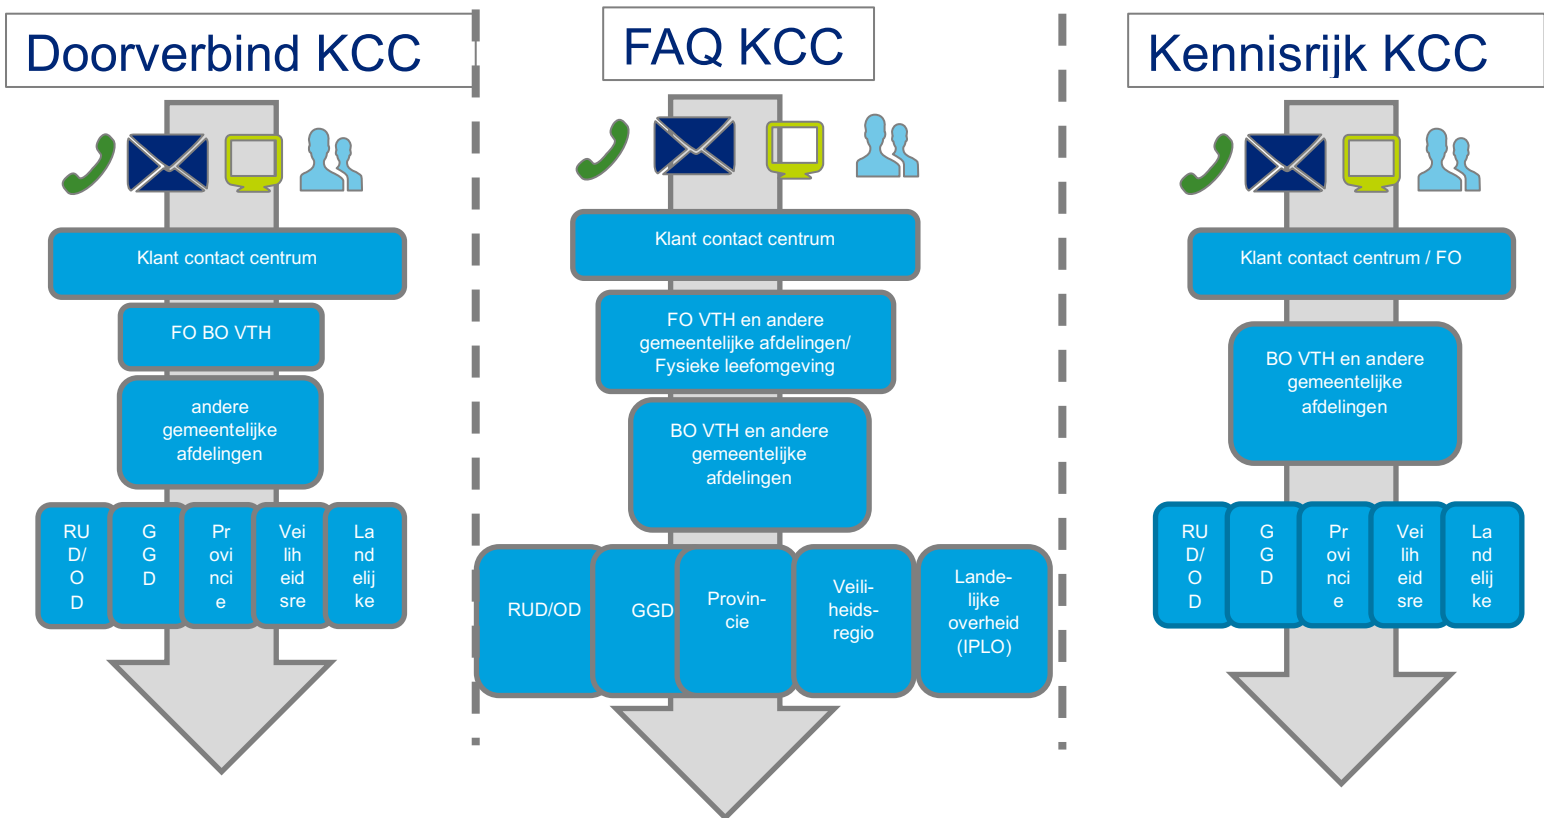 Doorverbind KCC
Klant contact centrum
FO BO VTH
andere
gemeentelijke
afdelingen
RU
D/
O
D
G
G
D
Pr
ovi
nci
e
Vei
lih
eid
sre
La
nd
elij
ke
FAQ KCC
Klant contact centrum
FO VTH en andere
gemeentelijke afdelingen/
Fysieke leefomgeving
BO VTH en andere
gemeentelijke
afdelingen
RUD/OD
GGD
Provin-
cie
Veili-
heids-
regio
Lande-
lijke
overheid
(IPLO)
Kennisrijk KCC
Klant contact centrum / FO
BO VTH en andere
gemeentelijke
afdelingen
RU
D/
O
D
G
G
D
Pr
ovi
nci
e
Vei
lih
eid
sre
La
nd
elij
ke